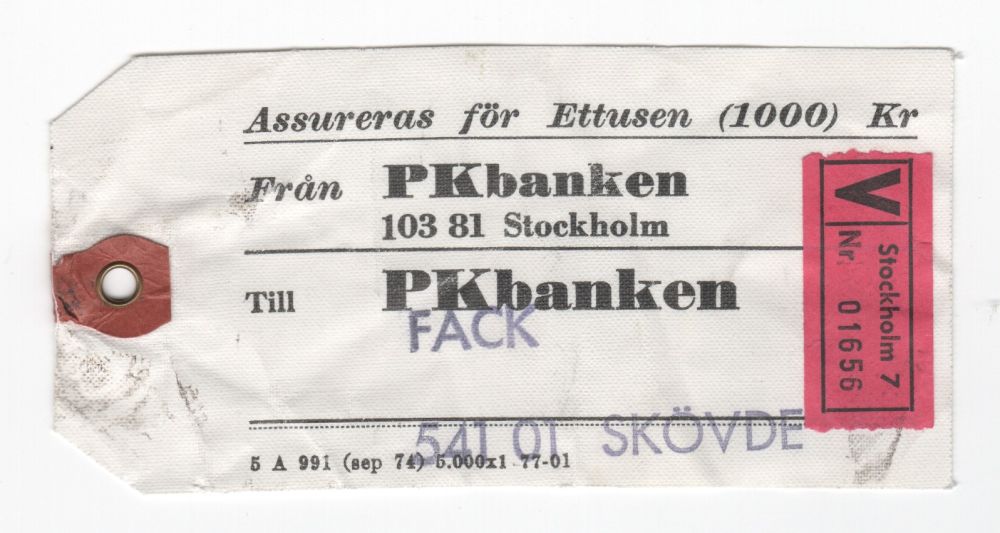 Assureras för Ettusen (1000) Kr
Från PKbanken
103 81 Stockholm
Till PKbanken
FACK
541 01 SKÖVDE
5 A 991 (sep 74) 5.000x1 77-01
V
Nr 01656
Stockholm 7